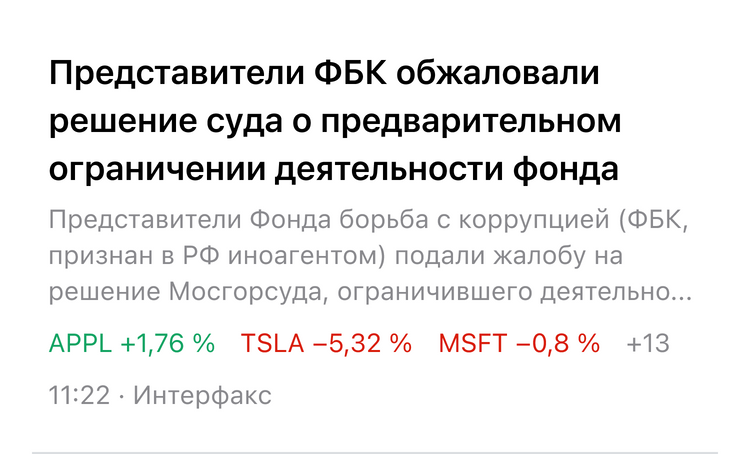 Представители ФБК обжаловали
решение суда о предварительном
ограничении деятельности фонда
Представители Фонда борьба с коррупцией (ФБК,
признан в РФ иноагентом) подали жалобу на
решение Мосгорсуда, ограничившего деятельно...
APPL +1,76 % TSLA −5,32 % MSFT −0,8 % +13
11:22 · Интерфакс